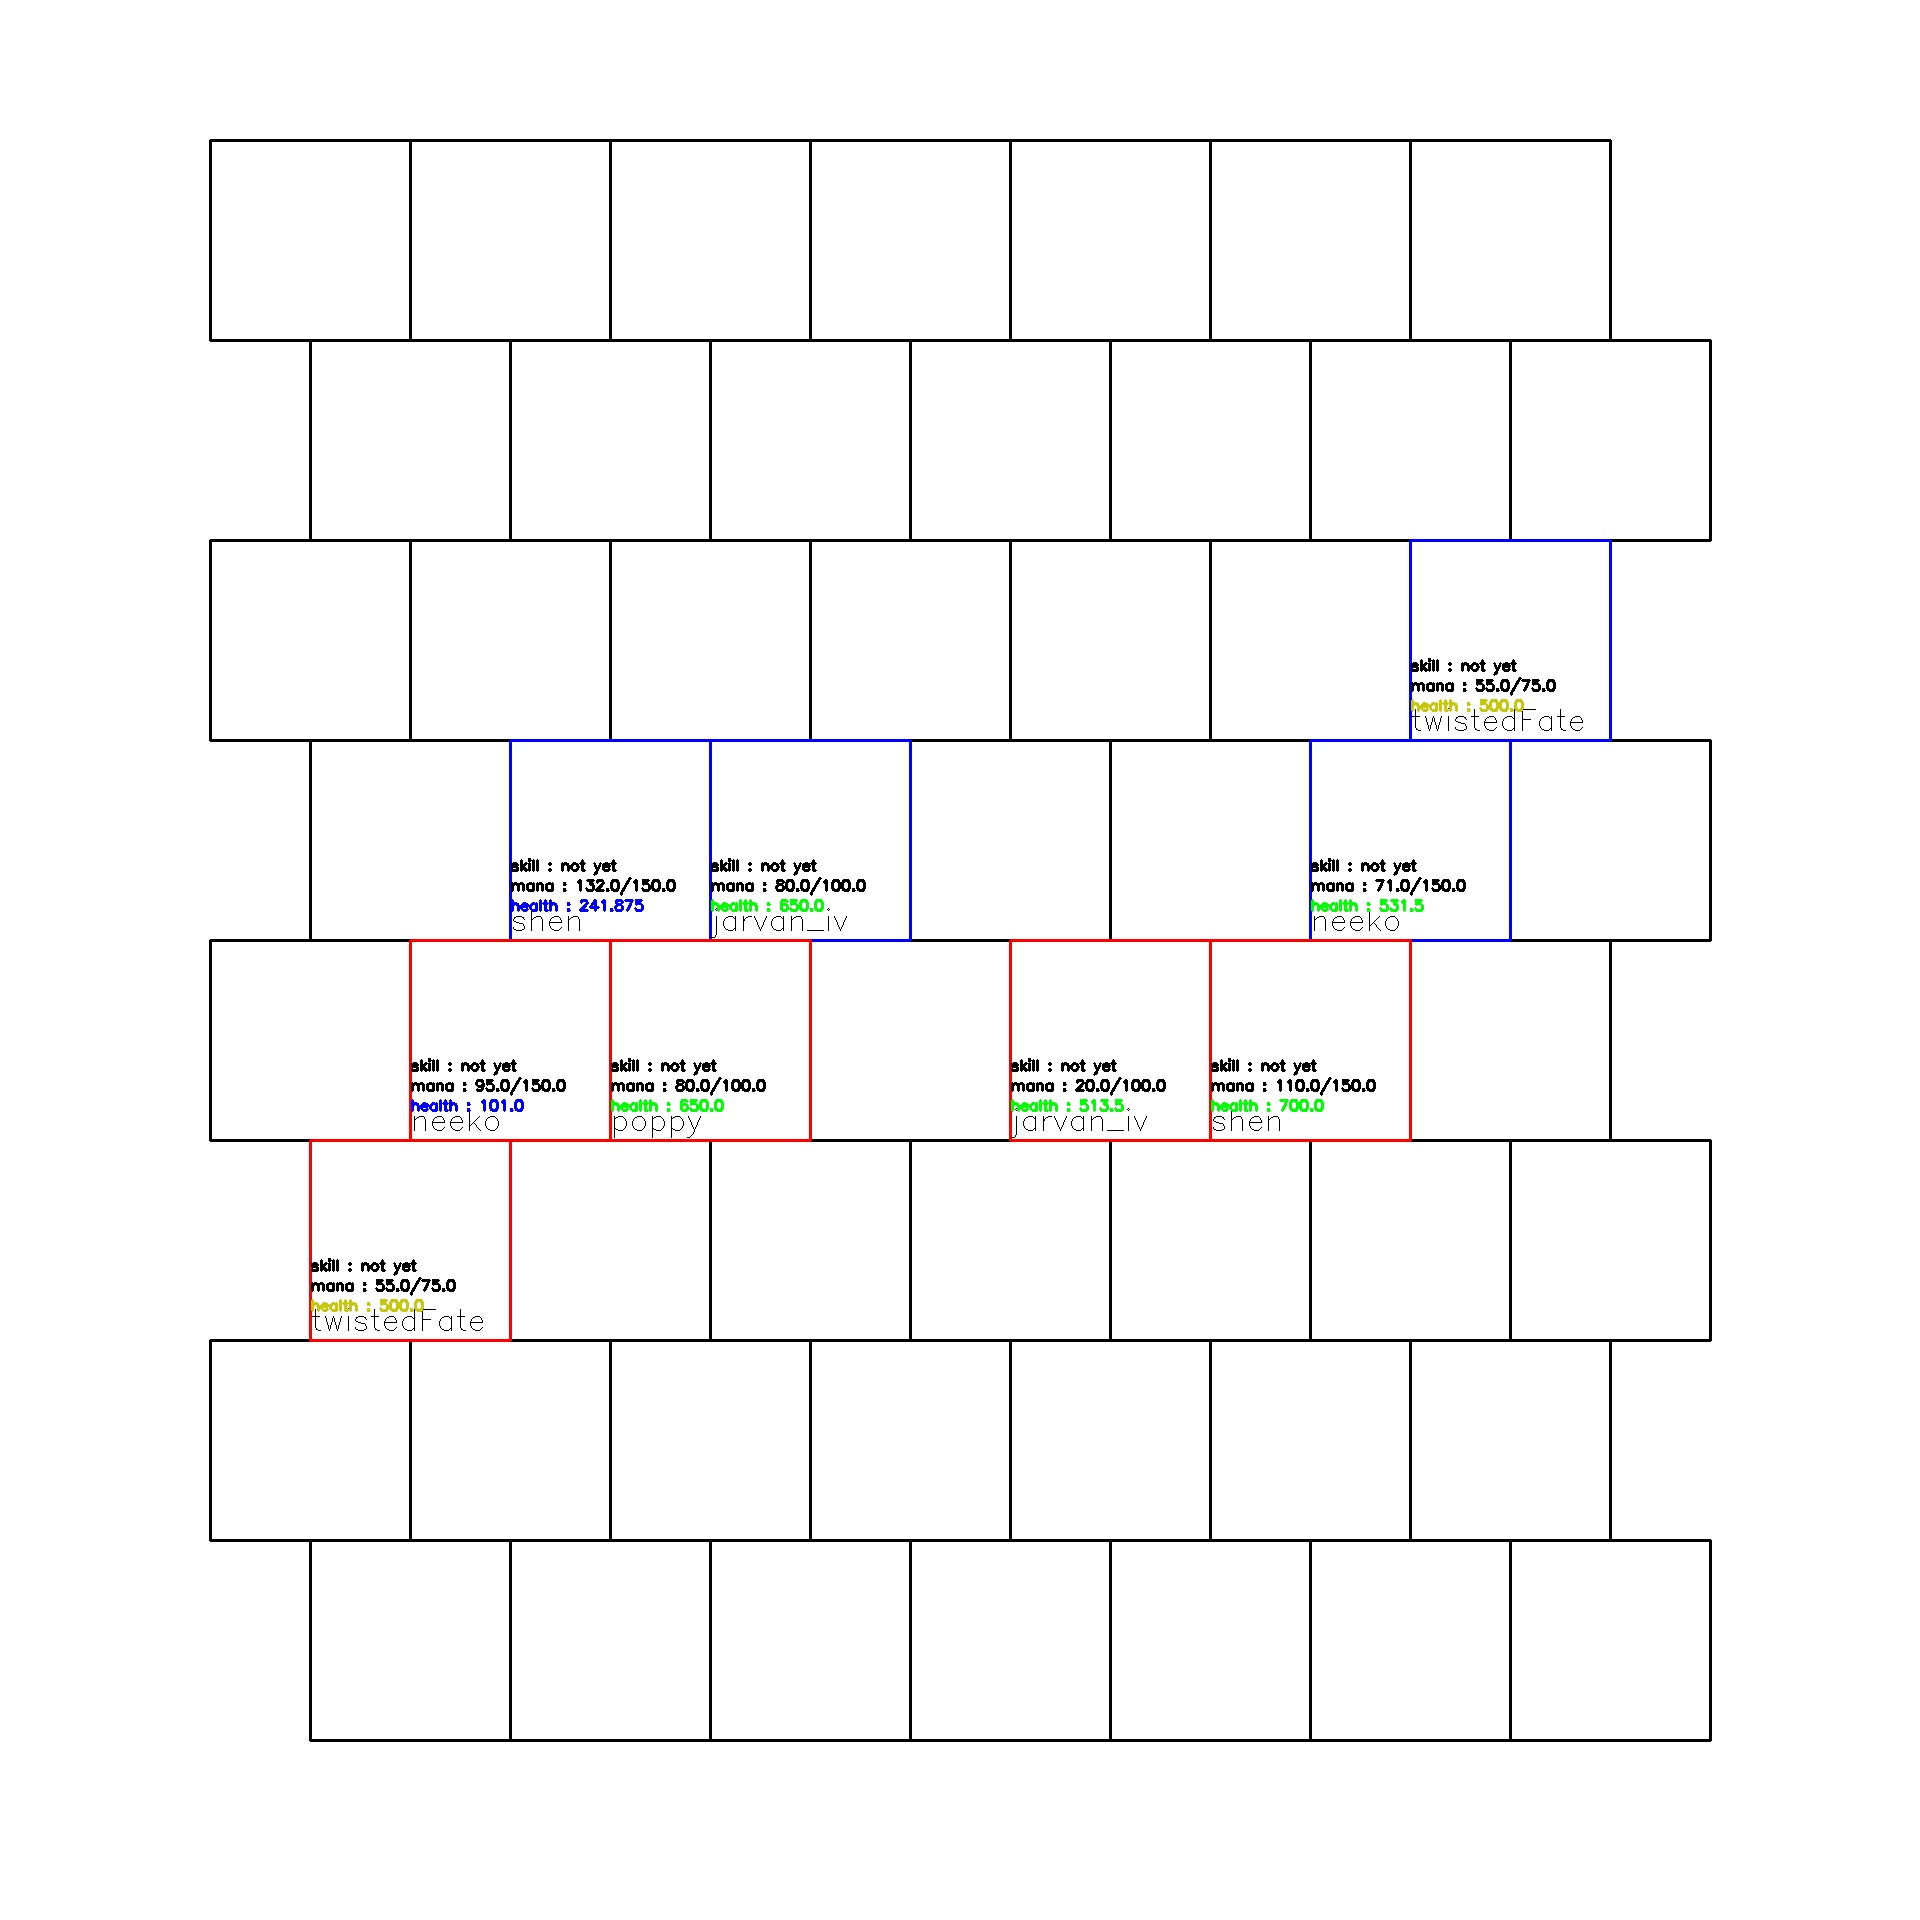 skill : not yet
mana : 55.0/75.0
health : 500.0
twistedFate
skill : not yet
mana : 132.0/150.0
health : 241.875
shen
skill : not yet
mana : 80.0/100.0
health : 650.0
jarvan_iv
skill : not yet
mana : 71.0/150.0
health : 531.5
neeko
skill : not yet
mana : 95.0/150.0
health : 101.0
neeko
skill : not yet
mana : 80.0/100.0
health : 650.0
poppy
skill : not yet
mana : 20.0/100.0
health : 513.5
jarvan_iv
skill : not yet
mana : 110.0/150.0
health : 700.0
shen
skill : not yet
mana : 55.0/75.0
health : 500.0
twistedFate